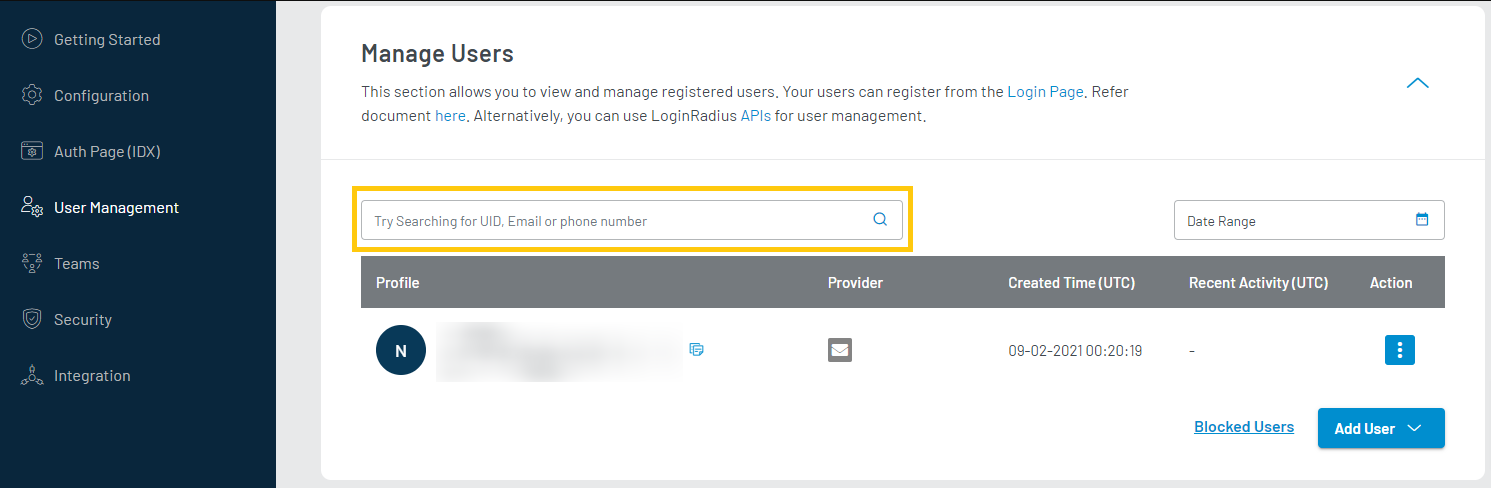 Getting Started
Configuration
Auth Page (IDX)
User Management
Teams
Security
Integration
Manage Users
This section allows you to view and manage registered users. Your users can register from the Login Page. Refer
document here. Alternatively, you can use LoginRadius APIs for user management.
Try Searching for UID, Email or phone number
Date Range
Profile Provider Created Time (UTC) Recent Activity (UTC) Action
N 09-02-2021 00:20:19 -
Blocked Users Add User